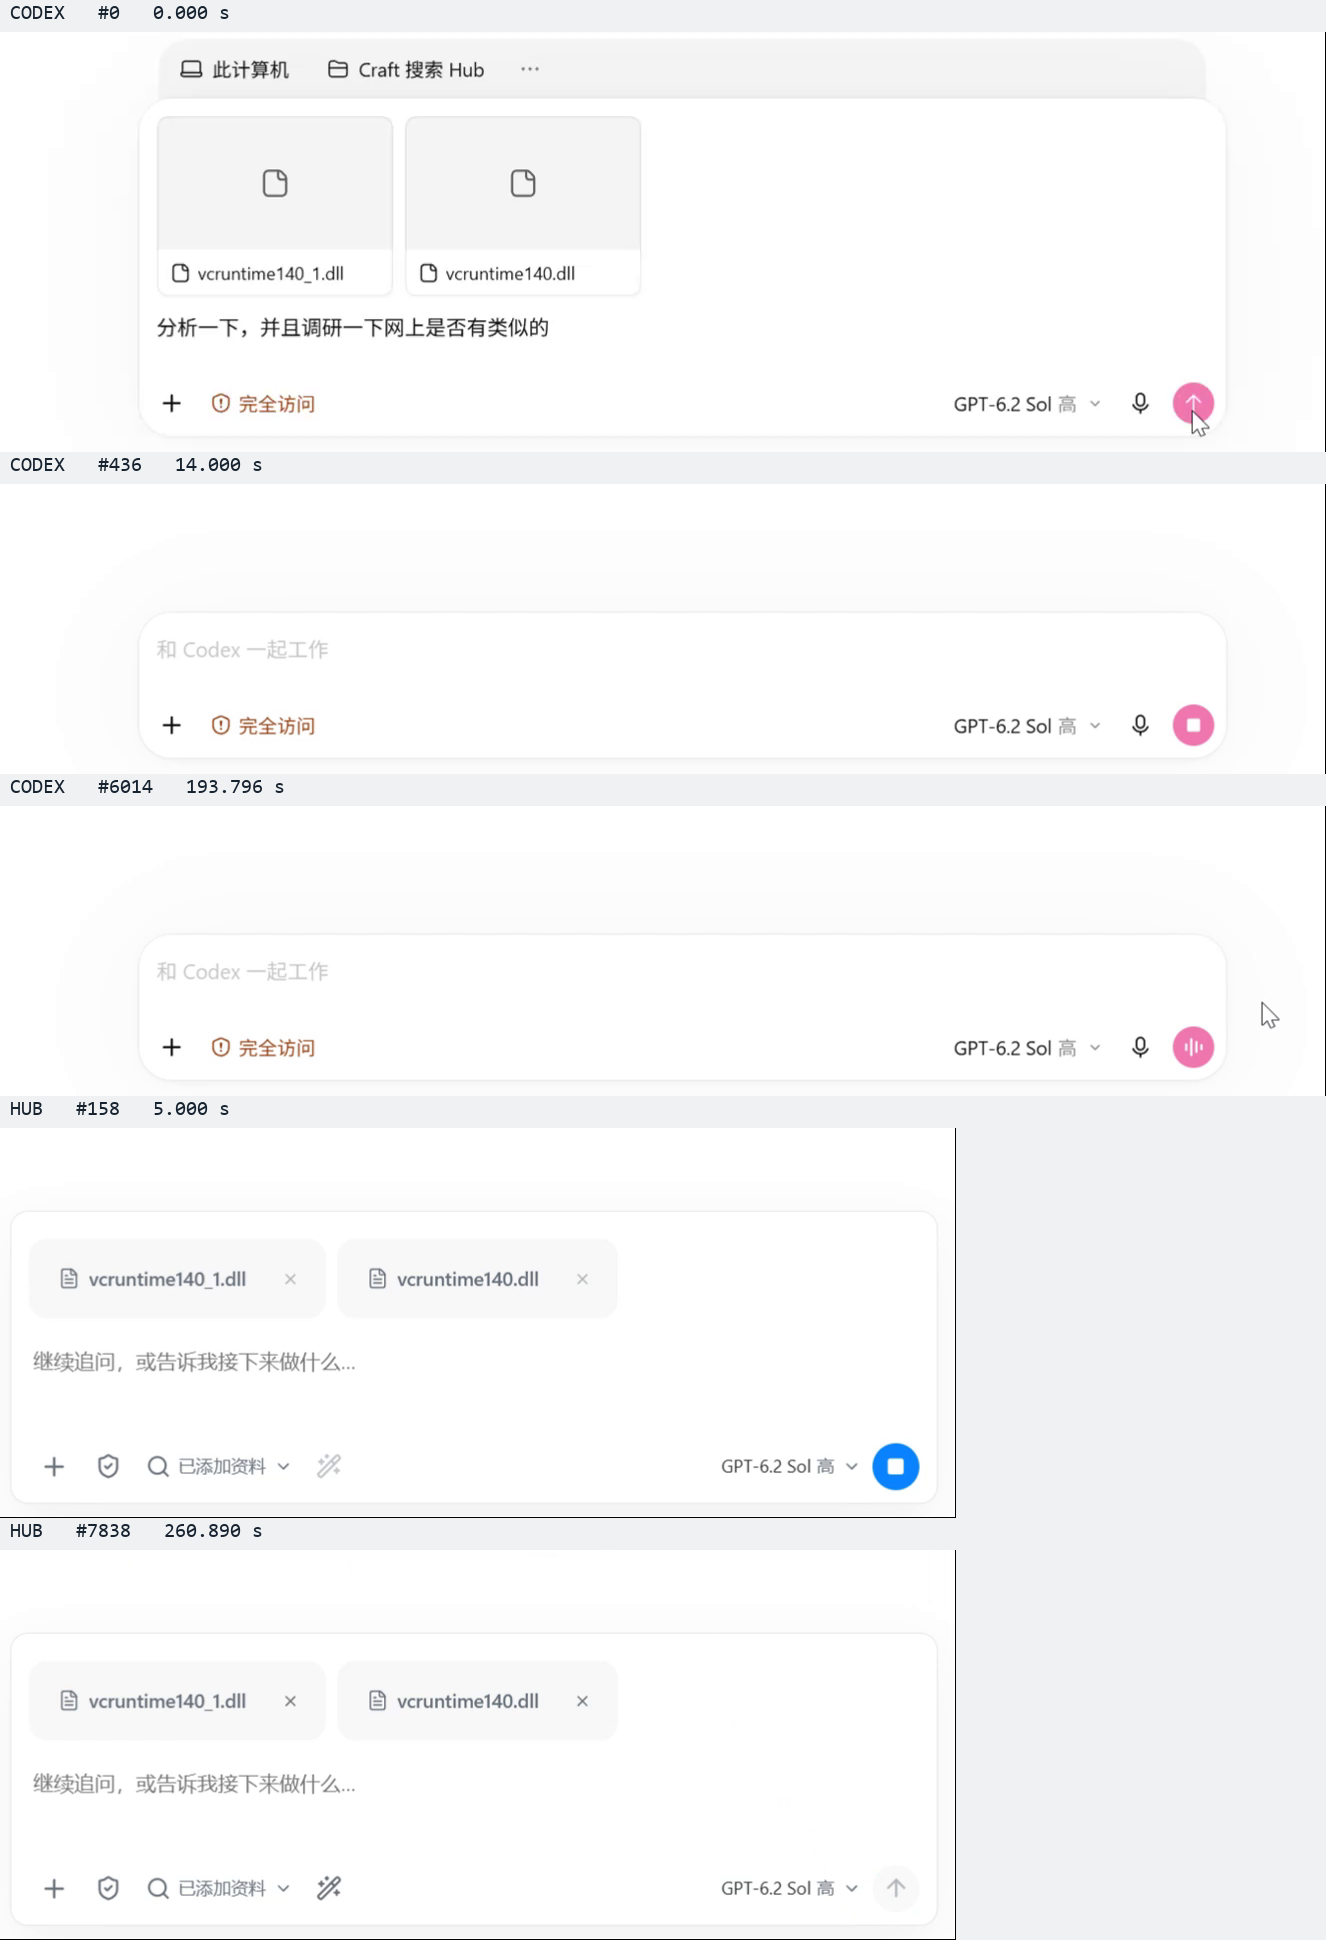 CODEX #0 0.000 s
此计算机 Craft 搜索 Hub ...
vcruntime140_1.dll vcruntime140.dll
分析一下，并且调研一下网上是否有类似的
完全访问 GPT-6.2 Sol 高
CODEX #436 14.000 s
和 Codex 一起工作
完全访问 GPT-6.2 Sol 高
CODEX #6014 193.796 s
和 Codex 一起工作
完全访问 GPT-6.2 Sol 高
HUB #158 5.000 s
vcruntime140_1.dll vcruntime140.dll
继续追问，或告诉我接下来做什么...
已添加资料 GPT-6.2 Sol 高
HUB #7838 260.890 s
vcruntime140_1.dll vcruntime140.dll
继续追问，或告诉我接下来做什么...
已添加资料 GPT-6.2 Sol 高